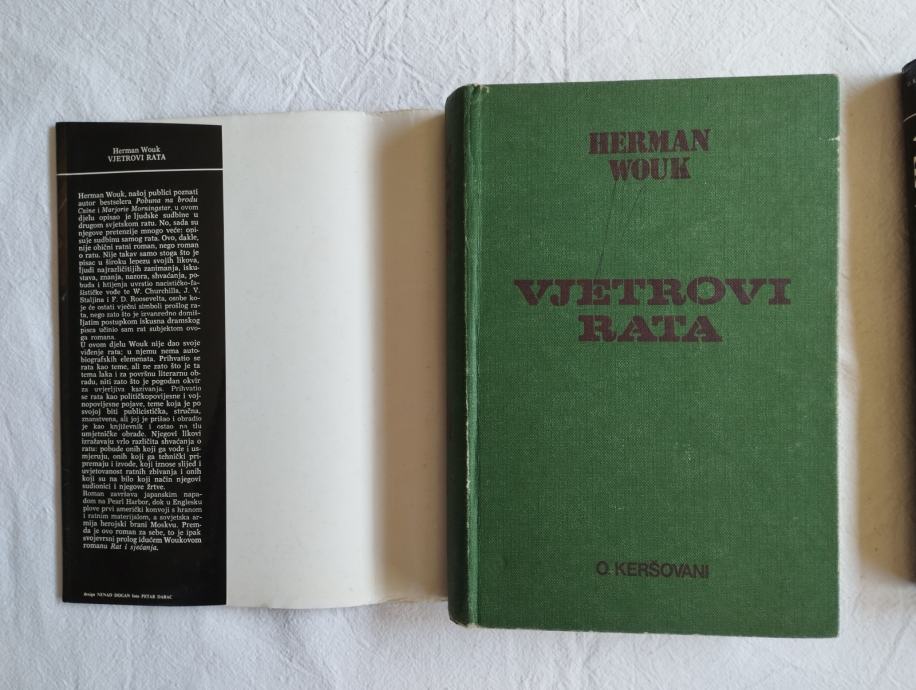 Herman Wouk
VJETROVI RATA
Herman Wouk, našoj publici poznati
autor bestselera Pobuna na brodu
Caine i Marjorie Morningstar, u ovom
djelu opisao je ljudske sudbine u
drugom svjetskom ratu. No, sada su
njegove pretenzije mnogo veće: opi-
suje sudbinu samog rata. Ovo, dakle,
nije obični ratni roman, nego roman
o ratu. Nije takav samo stoga što je
pisac u široku lepezu svojih likova,
ljudi najrazličitijih zanimanja, isku-
stava, znanja, nazora, shvaćanja, po-
buda i htijenja uvrstio nacističko-fa-
šističke vođe te W. Churchilla, J. V.
Staljina i F. D. Roosevelta, osobe ko-
je će ostati vječni simboli prošlog ra-
ta, nego zato što je izvanredno domiš-
ljatim postupkom iskusna dramskog
pisca učinio sam rat subjektom ovo-
ga romana.
U ovom djelu Wouk nije dao svoje
viđenje rata; u njemu nema auto-
biografskih elemenata. Prihvatio se
rata kao teme, ali ne zato što je ta
tema laka i za površnu literarnu ob-
radu, niti zato što je pogodan okvir
za uvjerljiva kazivanja. Prihvatio
se rata kao političkopovijesne i voj-
nopovijesne pojave, teme koja je po
svojoj biti publicistička, stručna,
znanstvena, ali joj je prišao i obradio
je kao književnik i ostao na tlu
umjetničke obrade. Njegovi likovi
izražavaju vrlo različita shvaćanja o
ratu: pobude onih koji ga vode i us-
mjeruju, onih koji ga tehnički pri-
premaju i izvode, koji iznose slijed i
uvjetovanost ratnih zbivanja i onih
koji su na bilo koji način njegovi
sudionici i njegove žrtve.
Roman završava japanskim napa-
dom na Pearl Harbor, dok u Englesku
plove prvi američki konvoji s hranom
i ratnim materijalom, a sovjetska ar-
mija herojski brani Moskvu. Prem-
da je ovo roman za sebe, to je ipak
svojevrsni prolog idućem Woukovom
romanu Rat i sjećanja.
design NENAD DOGAN foto PETAR DABAC
HERMAN
WOUK
VJETROVI
RATA
O. KERŠOVANI